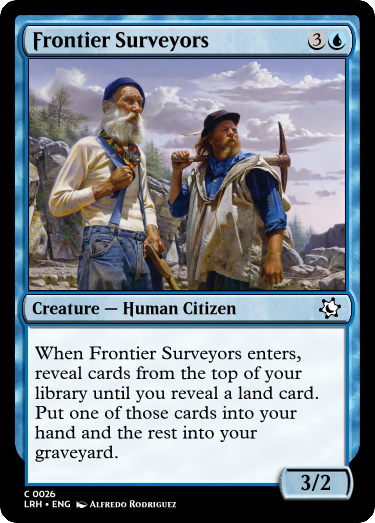 Frontier Surveyors 3
Creature — Human Citizen
When Frontier Surveyors enters,
reveal cards from the top of your
library until you reveal a land card.
Put one of those cards into your
hand and the rest into your
graveyard.
3/2
C 0026
LRH • ENG Alfredo Rodriguez